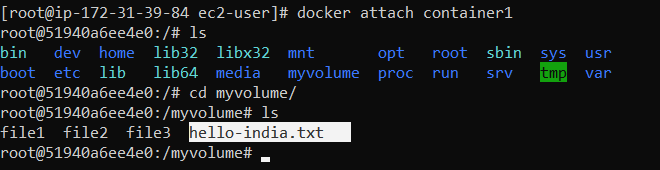 [root@ip-172-31-39-84 ec2-user]# docker attach container1
root@51940a6ee4e0:/# ls
bin   dev  home  lib32  libx32  mnt       opt   root  sbin  sys  usr
boot  etc  lib   lib64  media   myvolume  proc  run   srv   tmp  var
root@51940a6ee4e0:/# cd myvolume/
root@51940a6ee4e0:/myvolume# ls
file1  file2  file3  hello-india.txt
root@51940a6ee4e0:/myvolume#